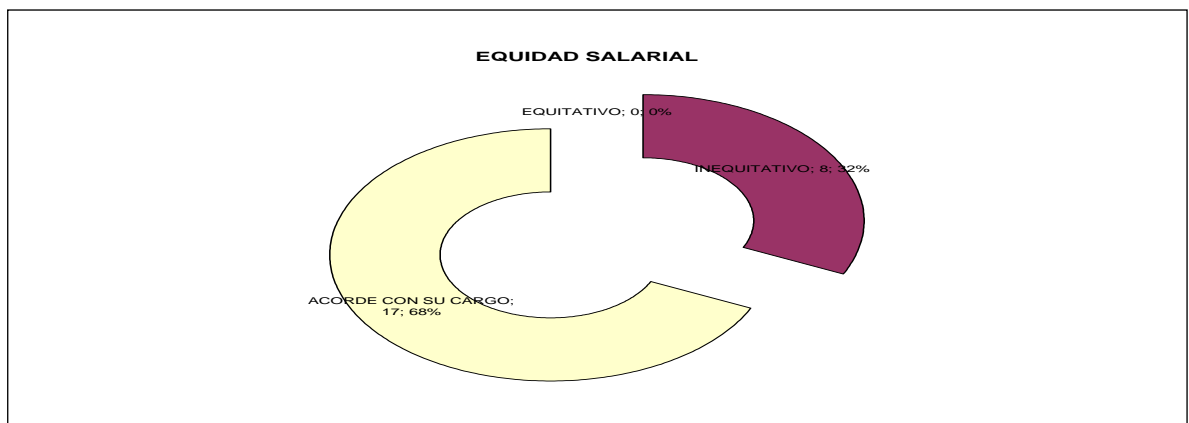 EQUIDAD SALARIAL
EQUITATIVO; 0; 0%
INEQUITATIVO; 8; 32%
ACORDE CON SU CARGO;
17; 68%